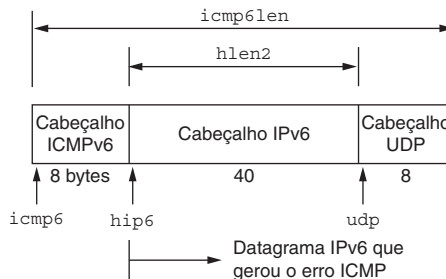 icmp6len
hlen2
Cabeçalho ICMPv6
Cabeçalho IPv6
Cabeçalho UDP
8 bytes
40
8
icmp6
hip6
udp
Datagrama IPv6 que
gerou o erro ICMP